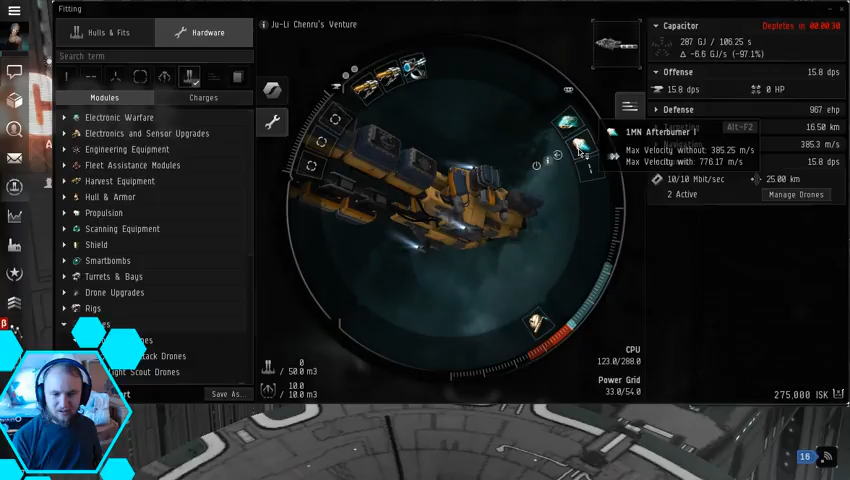 Fitting
Hulls & Fits
Hardware
Search term
Modules
Charges
Electronic Warfare
Electronics and Sensor Upgrades
Engineering Equipment
Fleet Assistance Modules
Harvest Equipment
Hull & Armor
Propulsion
Scanning Equipment
Shield
Smartbombs
Turrets & Bays
Drone Upgrades
Rigs
Drones
ight Scout Drones
Save As...
Ju-Li Chenru's Venture
0
/ 50.0 m3
10.0
/ 10.0 m3
CPU
123.0/288.0
Power Grid
33.0/54.0
Capacitor
Depletes in 00:00:30
287 GJ / 106.25 s
Δ -6.6 GJ/s (-97.1%)
Offense
15.8 dps
15.8 dps
0 HP
Defense
967 ehp
Targeting
16.50 km
385.3 m/s
15.8 dps
1MN Afterburner I
Alt-F2
Max Velocity without: 385.25 m/s
Max Velocity with: 776.17 m/s
10/10 Mbit/sec
25.00 km
2 Active
Manage Drones
275,000 ISK
β
16